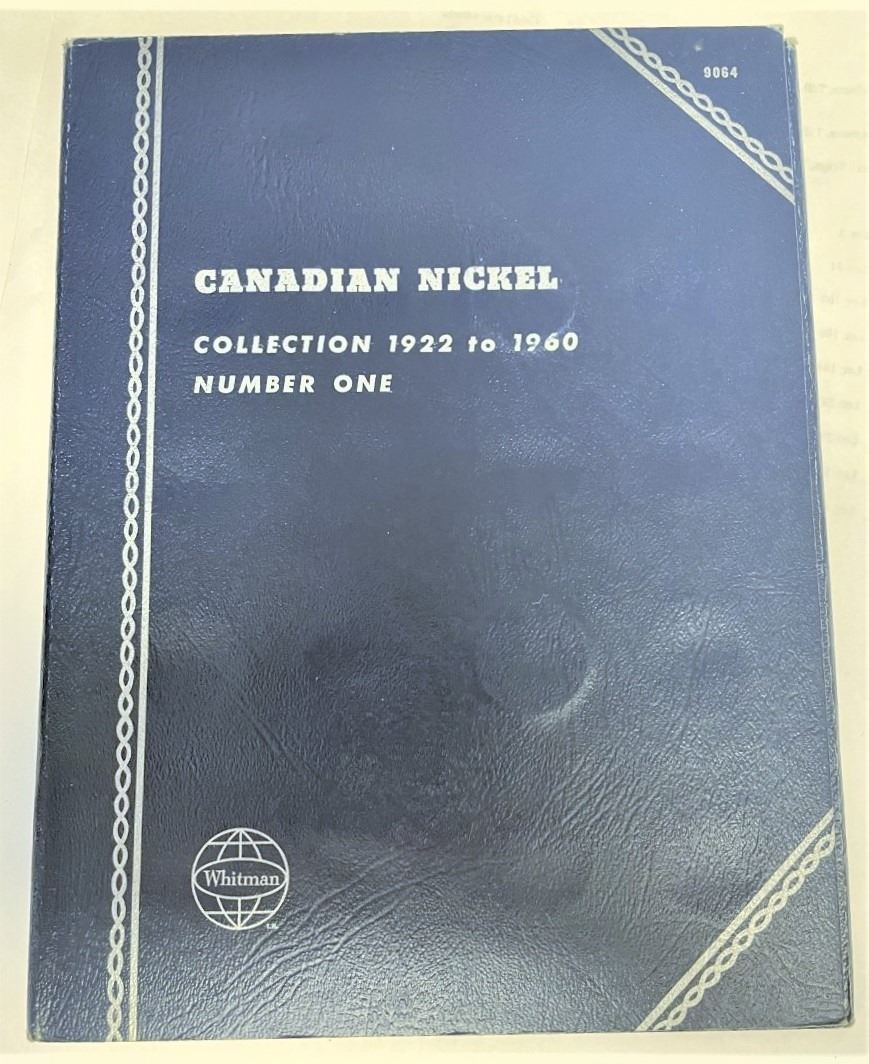 9064
CANADIAN NICKEL
COLLECTION 1922 to 1960
NUMBER ONE
Whitman